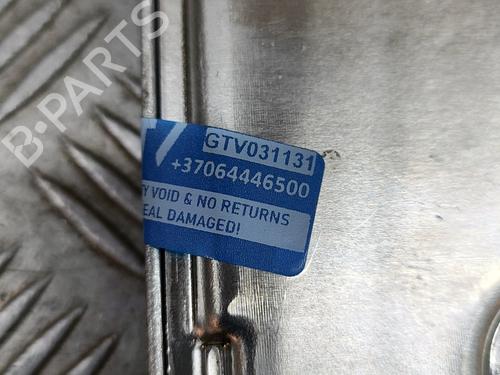 B-PARTS
GTV031131
+37064446500
Y VOID & NO RETURNS
EAL DAMAGED!